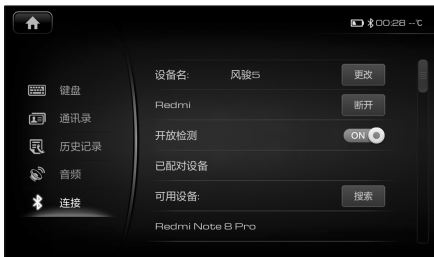 00:28 --℃
键盘
通讯录
历史记录
音频
连接
设备名: 风骏5 更改
Redmi 断开
开放检测 ON
已配对设备
可用设备: 搜索
Redmi Note 8 Pro